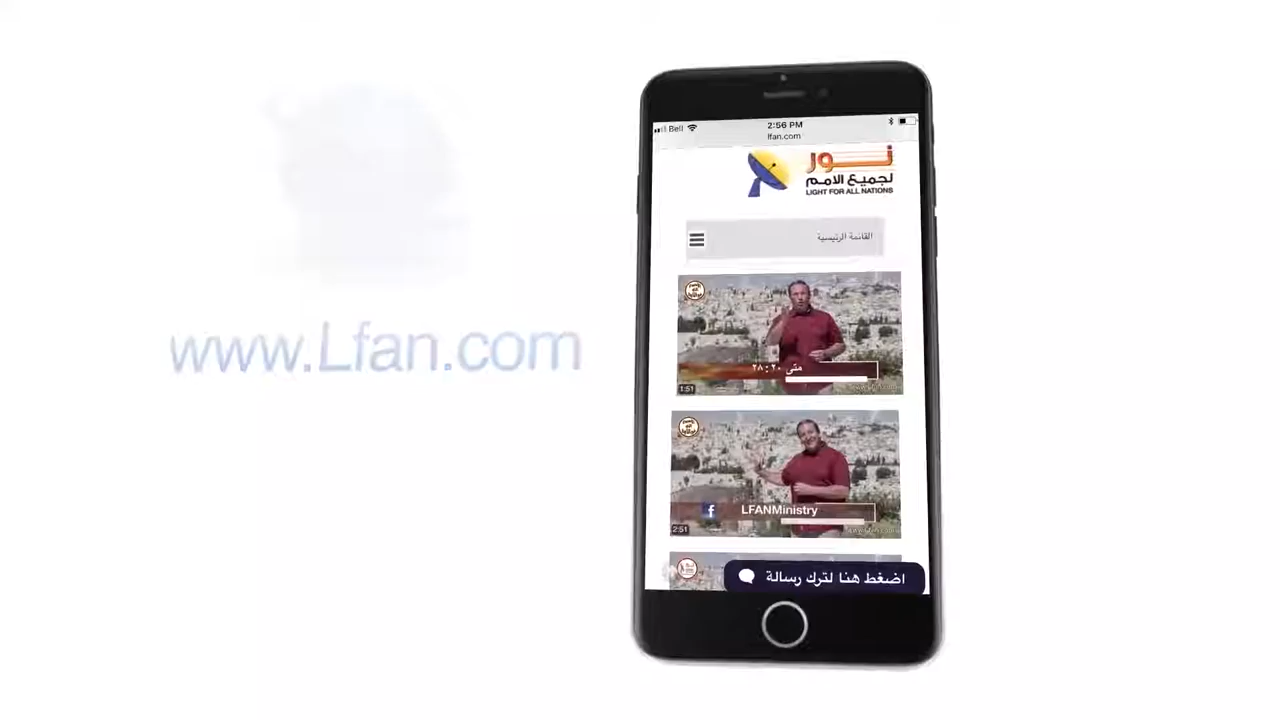 www.Lfan.com
Bell
2:56 PM
lfan.com
نور
لجميع الامم
LIGHT FOR ALL NATIONS
القائمة الرئيسية
متى ٢٨:٢٠
1:51
LFANMinistry
2:51
اضغط هنا لترك رسالة